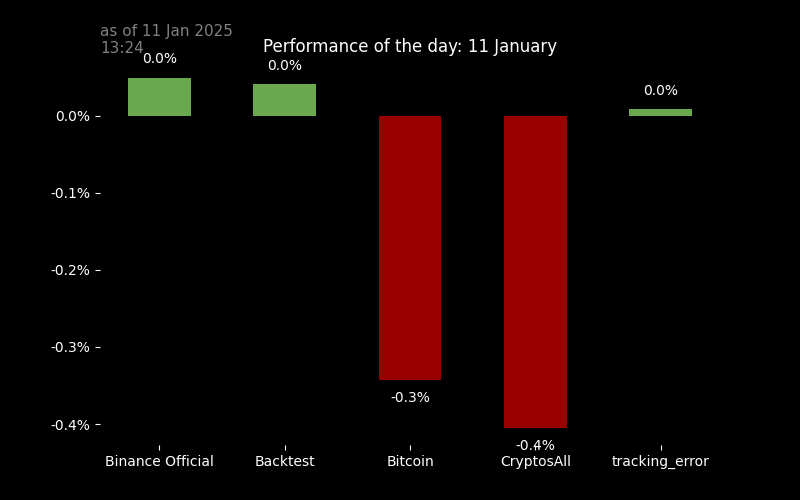 as of 11 Jan 2025
13:24
Performance of the day: 11 January
0.0%
0.0%
0.0%
0.0%
-0.1%
-0.2%
-0.3%
-0.4%
-0.3%
-0.4%
Binance Official
Backtest
Bitcoin
CryptosAll
tracking_error